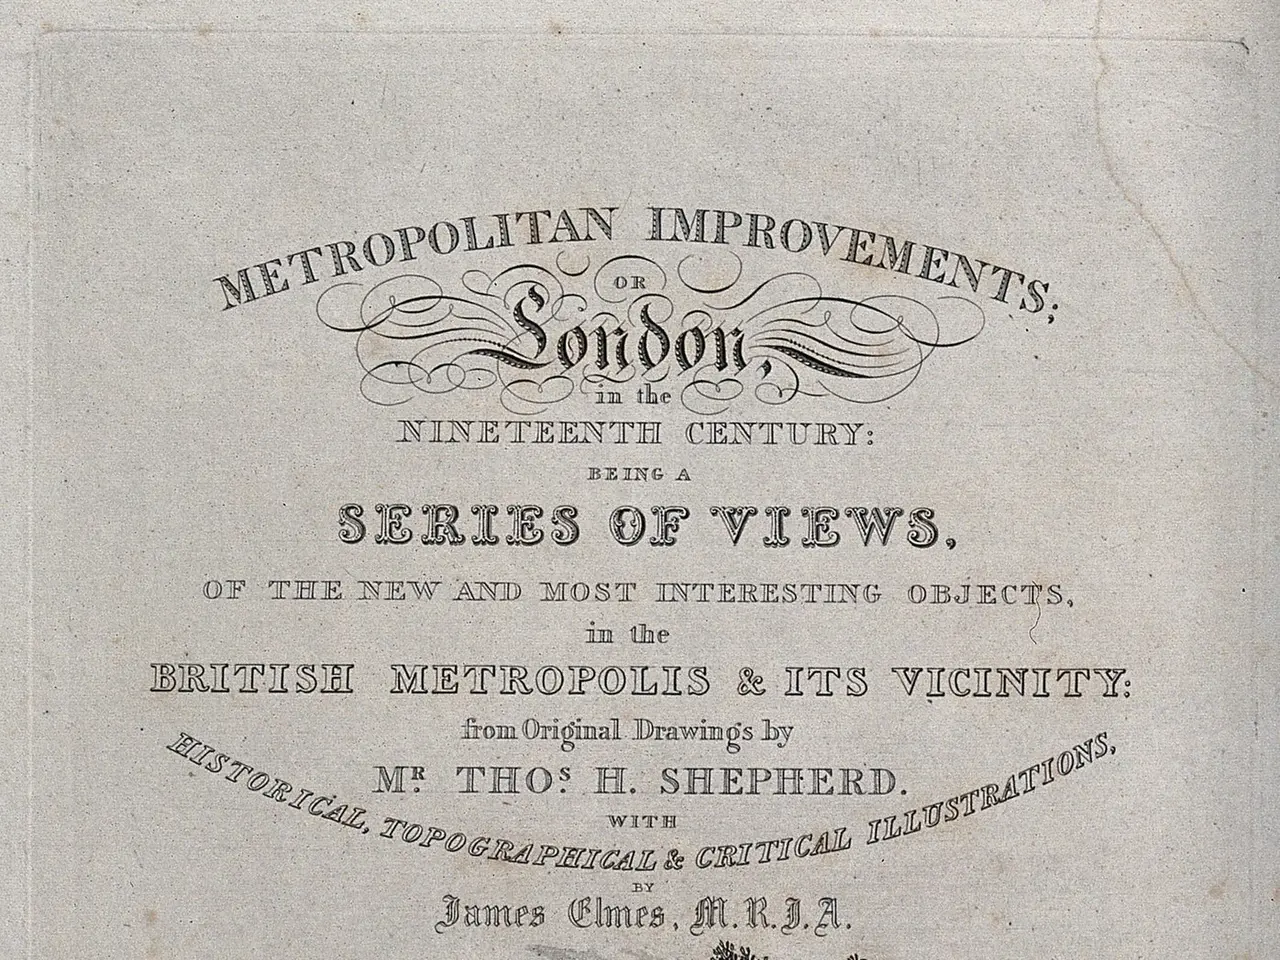 METROPOLITAN IMPROVEMENTS;
OR
London,
in the
NINETEENTH CENTURY:
BEING A
SERIES OF VIEWS,
OF THE NEW AND MOST INTERESTING OBJECTS,
in the
BRITISH METROPOLIS & ITS VICINITY:
from Original Drawings by
MR. THOS. H. SHEPHERD.
WITH
HISTORICAL, TOPOGRAPHICAL & CRITICAL ILLUSTRATIONS,
BY
James Elmes, M.R.I.A.